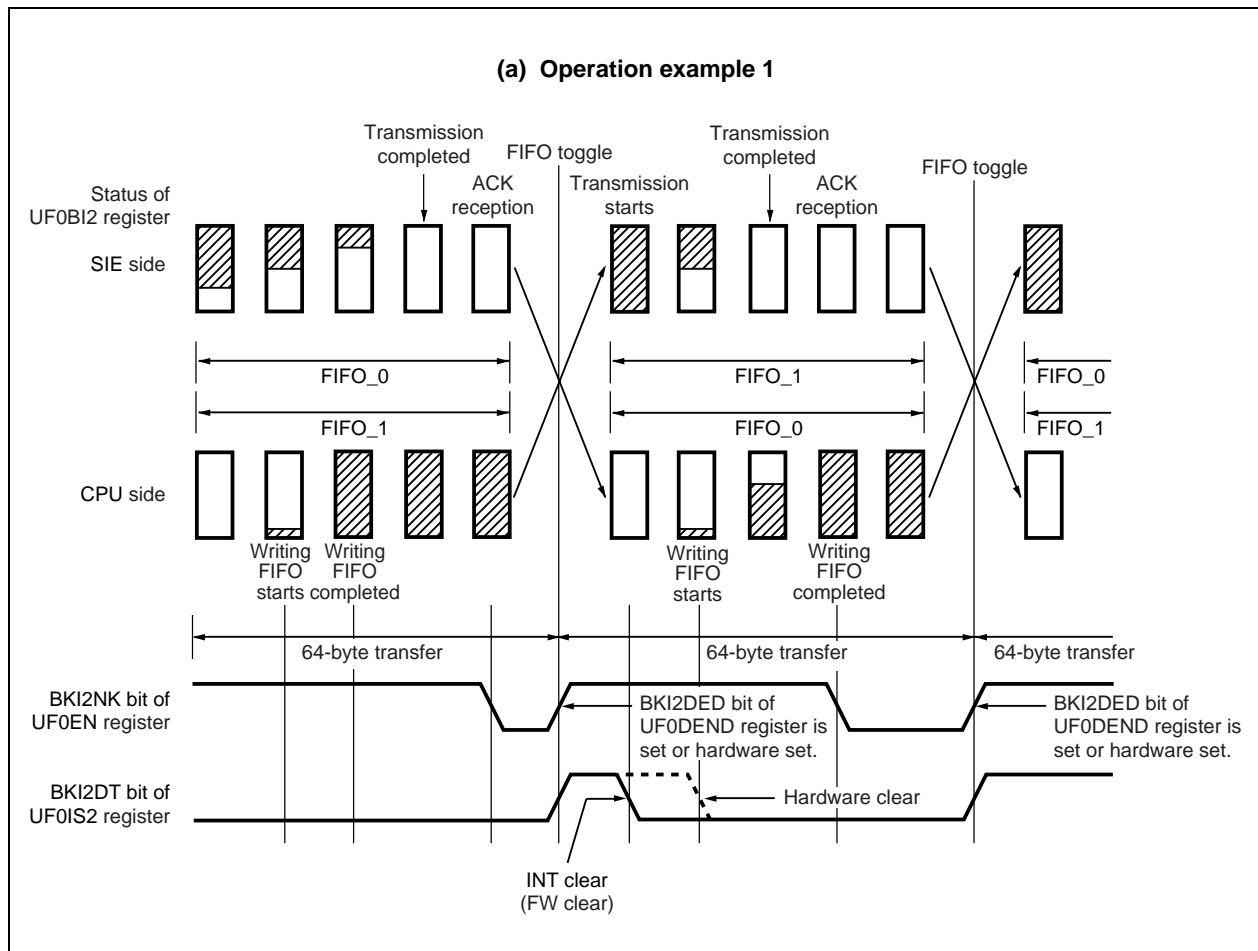 (a) Operation example 1
Transmission
completed
FIFO toggle
Transmission
completed
FIFO toggle
Status of
UF0BI2 register
ACK
reception
Transmission
starts
ACK
reception
SIE side
FIFO_0
FIFO_1
FIFO_0
FIFO_1
FIFO_0
FIFO_1
CPU side
Writing
FIFO
starts
Writing
FIFO
completed
Writing
FIFO
starts
Writing
FIFO
completed
64-byte transfer
64-byte transfer
64-byte transfer
BKI2NK bit of
UF0EN register
BKI2DED bit of
UF0DEND register is
set or hardware set.
BKI2DED bit of
UF0DEND register is
set or hardware set.
BKI2DT bit of
UF0IS2 register
Hardware clear
INT clear
(FW clear)